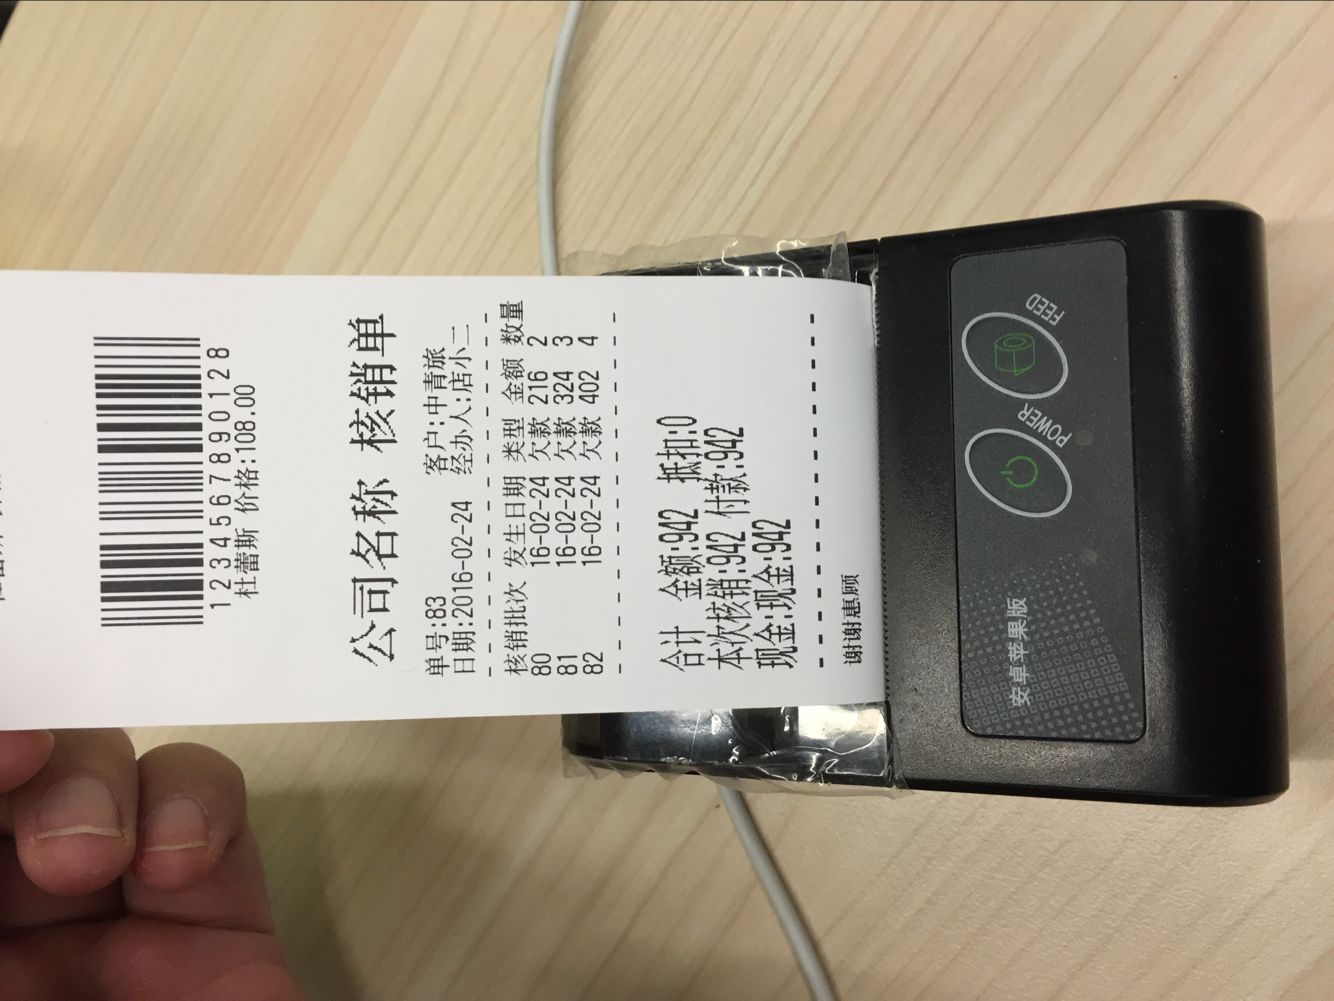 1234567890128
杜蕾斯 价格:108.00
公司名称 核销单
单号:83 客户:中青旅
日期:2016-02-24 经办人:店小二
核销批次 发生日期 类型 金额 数量
80 16-02-24 欠款 216 2
81 16-02-24 欠款 324 3
82 16-02-24 欠款 402 4
合计 金额:942 抵扣:0
本次核销:942 付款:942
现金:现金:942
谢谢惠顾
安卓苹果版
POWER
FEED